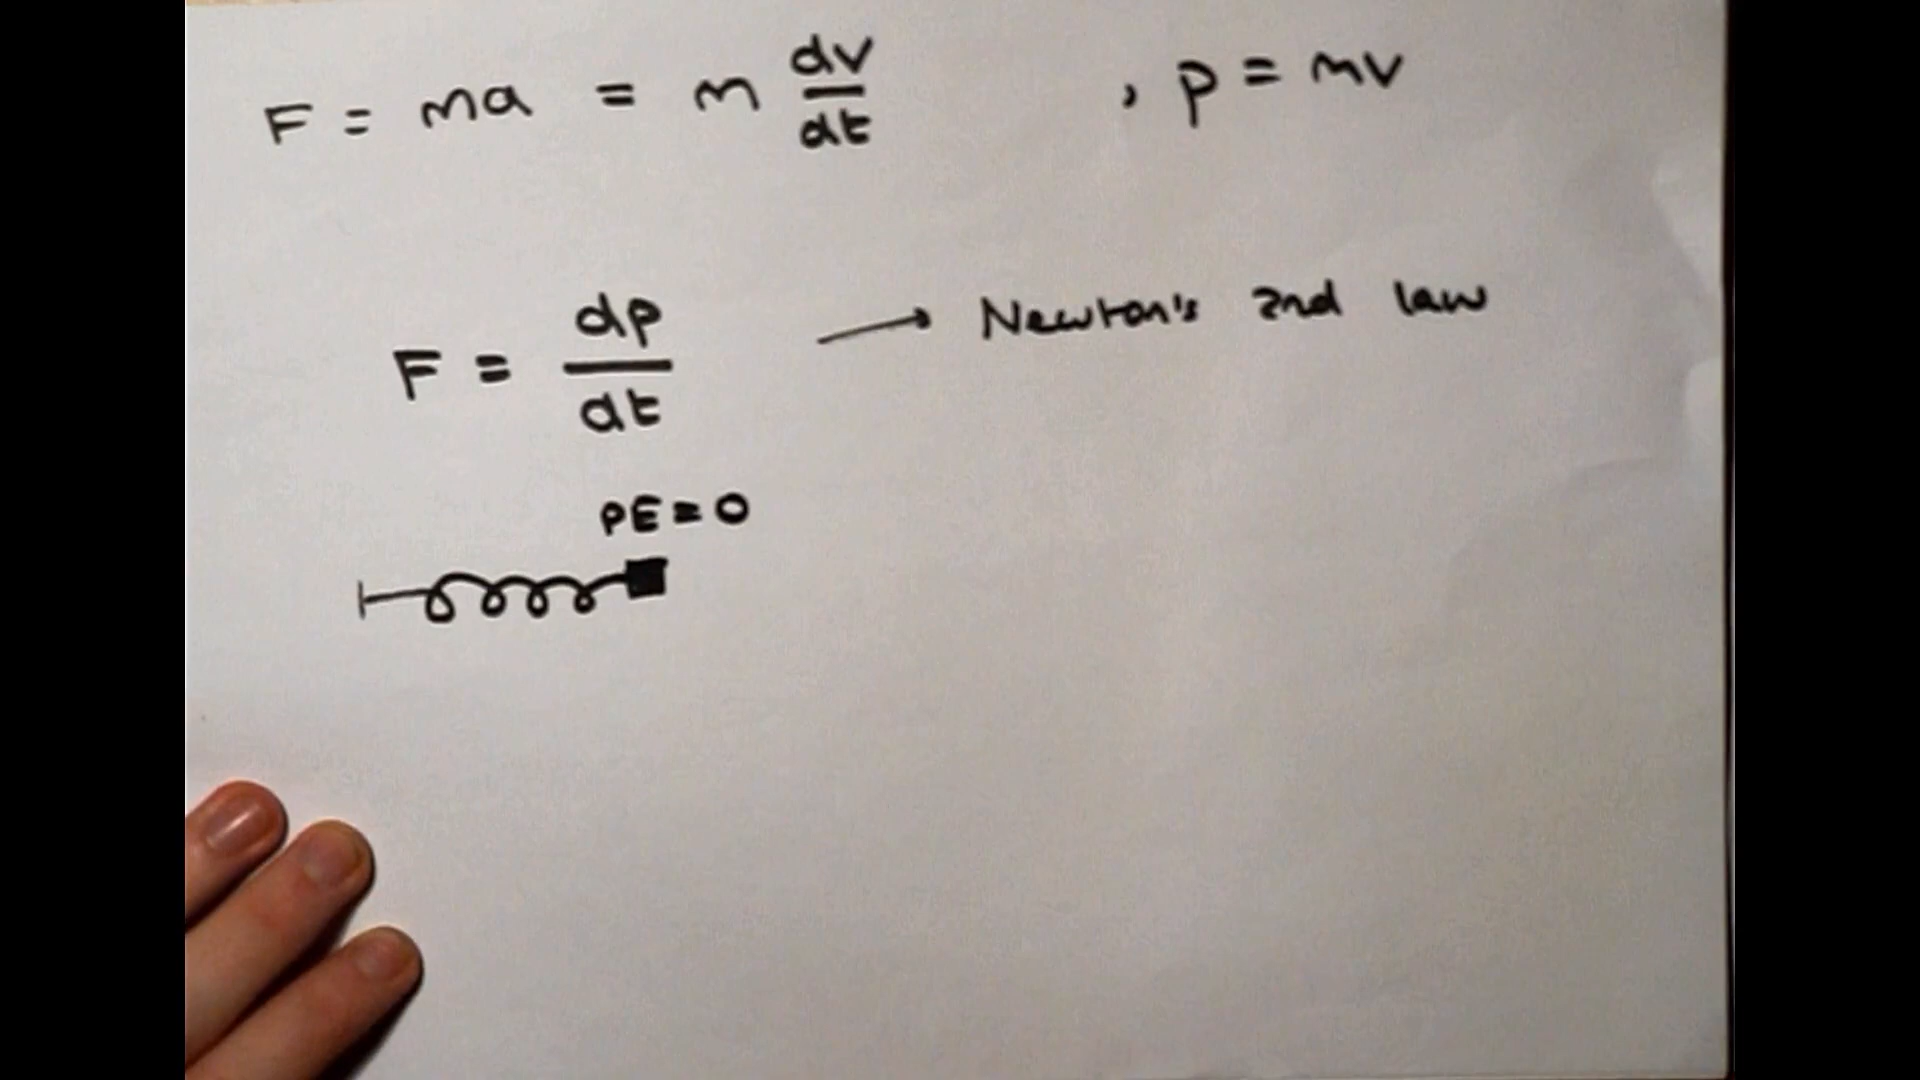 F = ma = m dv/dt , p = mv
F = dp/dt → Newton's 2nd law
PE = 0